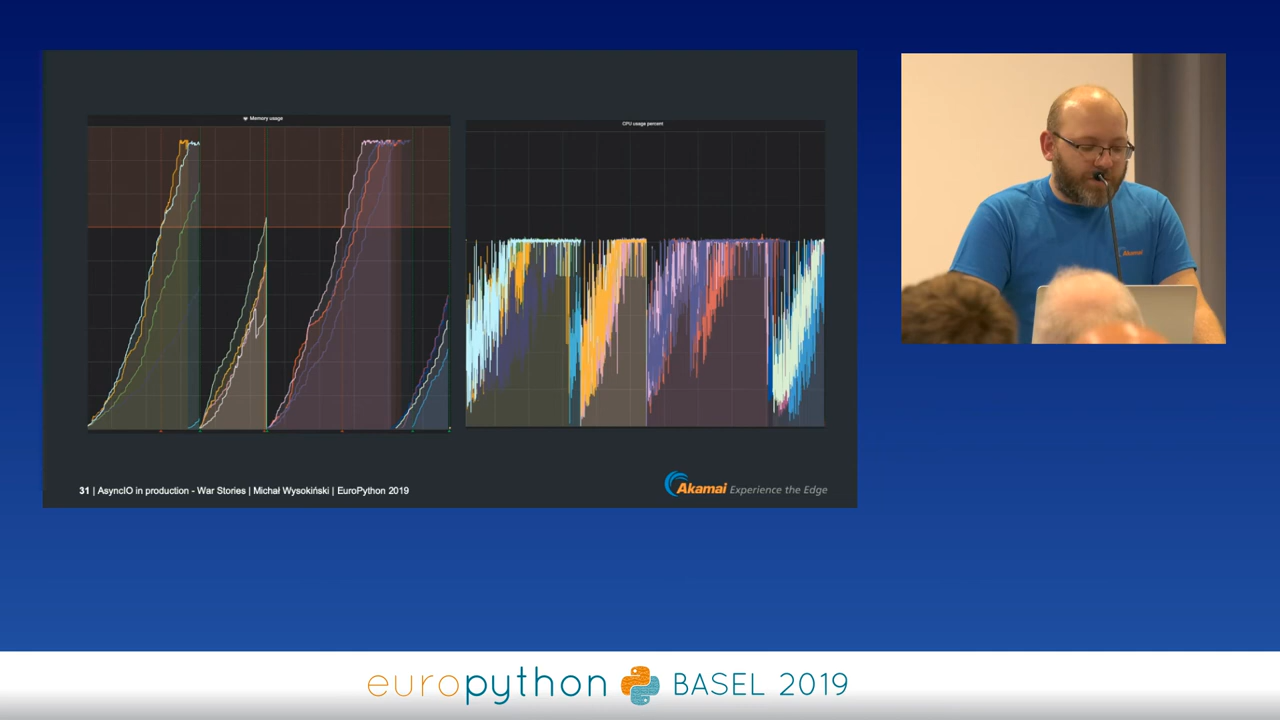 Memory usage
CPU usage percent
31 | AsyncIO in production - War Stories | Michał Wysokiński | EuroPython 2019
Akamai Experience the Edge
Akamai
europython BASEL 2019